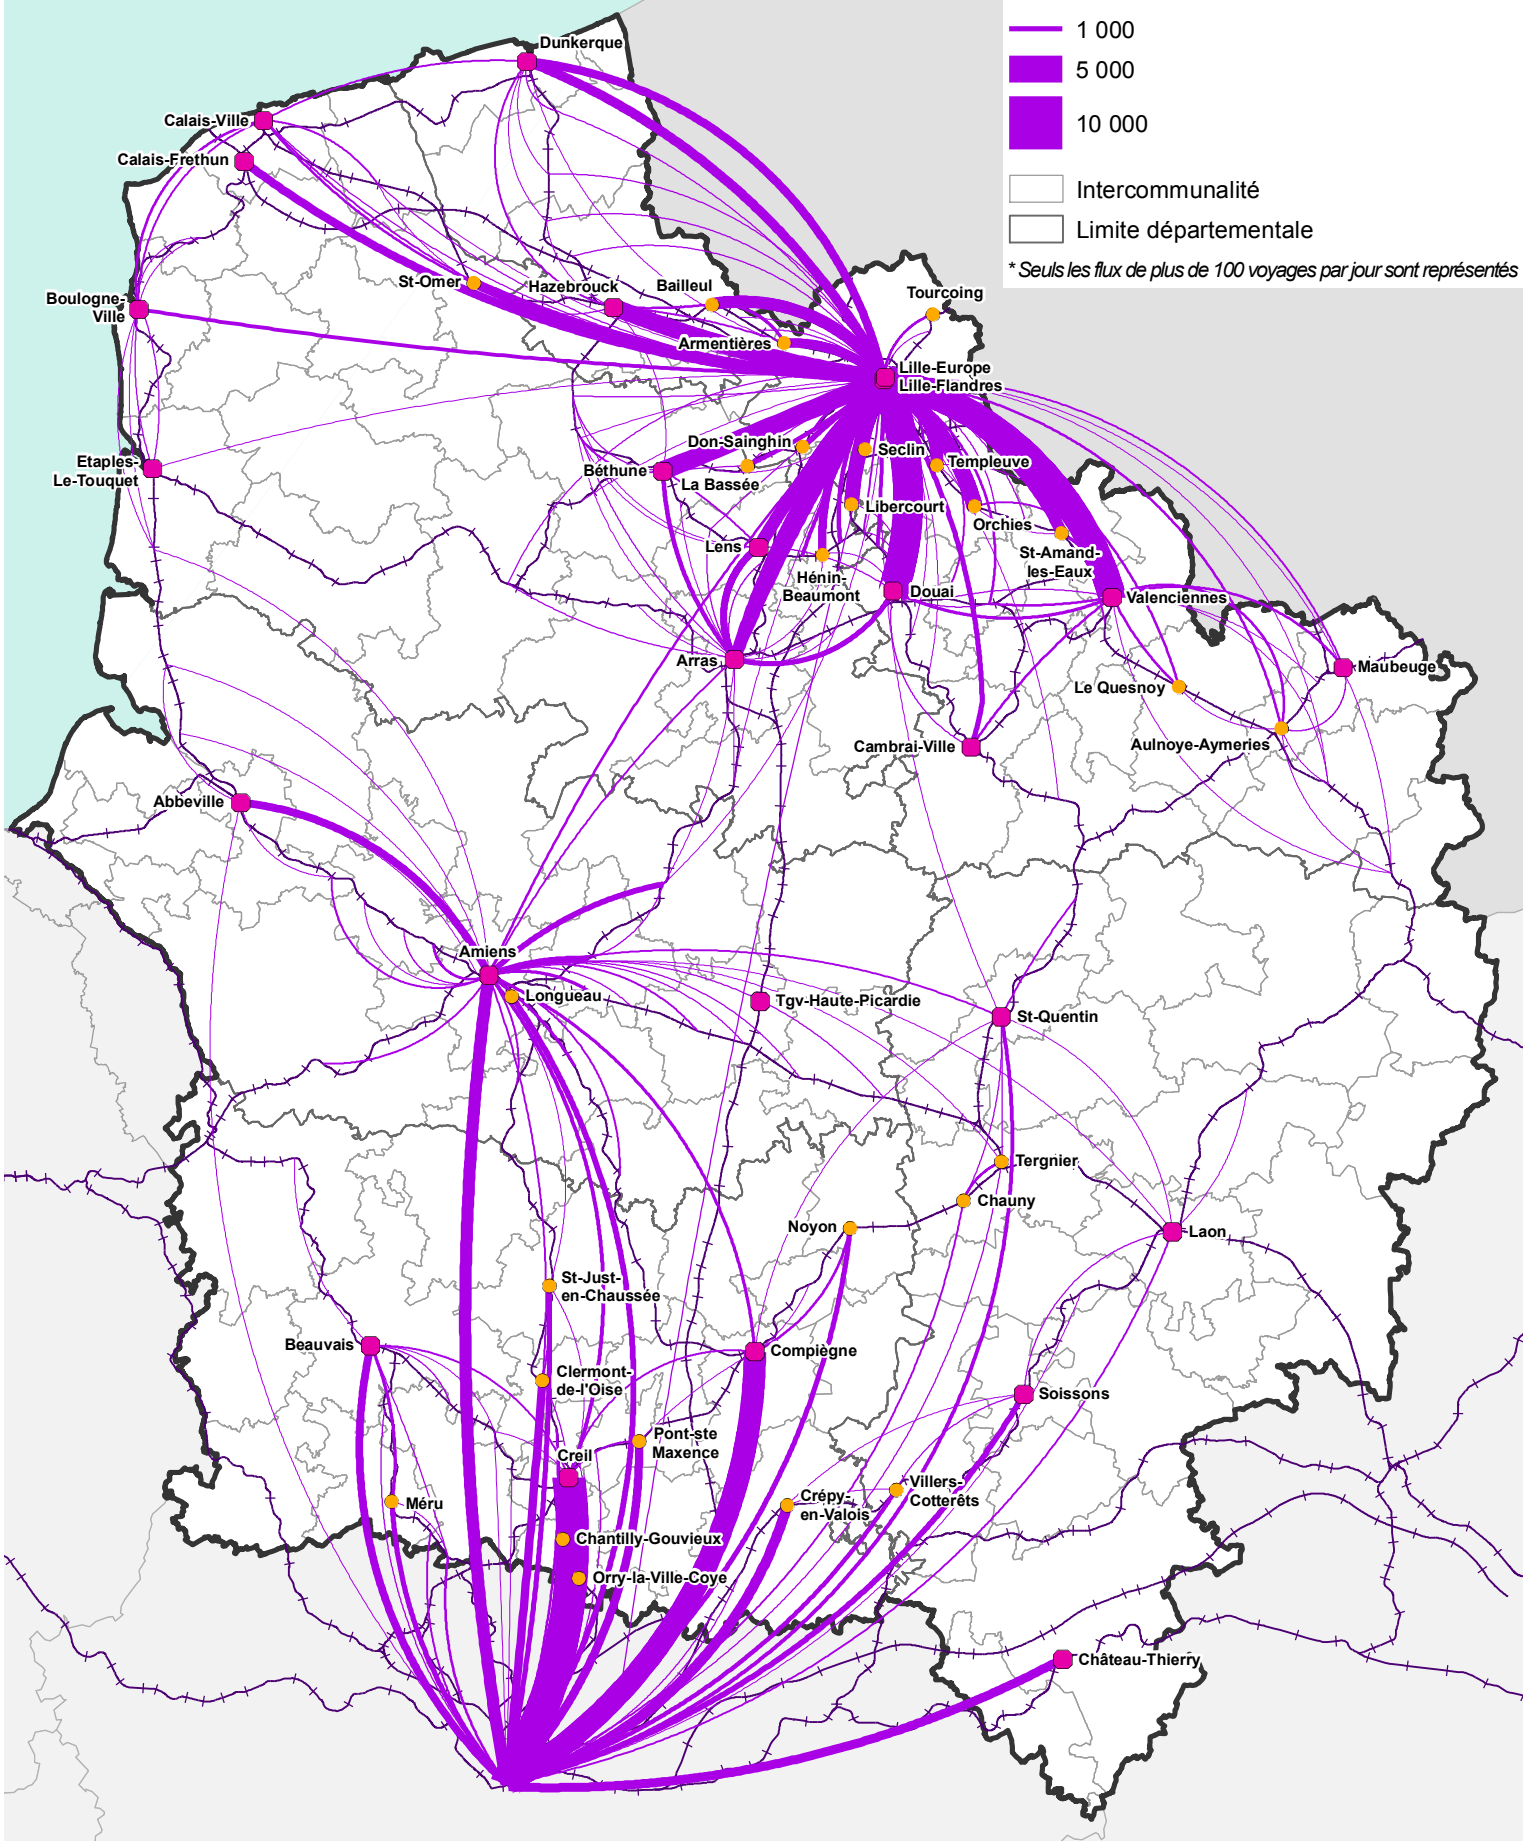 1 000
5 000
10 000
Intercommunalité
Limite départementale
* Seuls les flux de plus de 100 voyages par jour sont représentés
Dunkerque
Calais-Ville
Calais-Frethun
St-Omer
Hazebrouck
Bailleul
Tourcoing
Boulogne-
Ville
Armentières
Lille-Europe
Lille-Flandres
Don-Sainghin
Seclin
Templeuve
Etaples-
Le-Touquet
Béthune
La Bassée
Libercourt
Orchies
Lens
St-Amand-
les-Eaux
Hénin-
Beaumont
Douai
Valenciennes
Arras
Maubeuge
Le Quesnoy
Cambrai-Ville
Aulnoye-Aymeries
Abbeville
Amiens
Longueau
Tgv-Haute-Picardie
St-Quentin
Tergnier
Chauny
Noyon
Laon
St-Just-
en-Chaussée
Beauvais
Compiègne
Clermont-
de-l'Oise
Soissons
Pont-ste
Maxence
Creil
Villers-
Cotterêts
Crépy-
en-Valois
Méru
Chantilly-Gouvieux
Orry-la-Ville-Coye
Château-Thierry